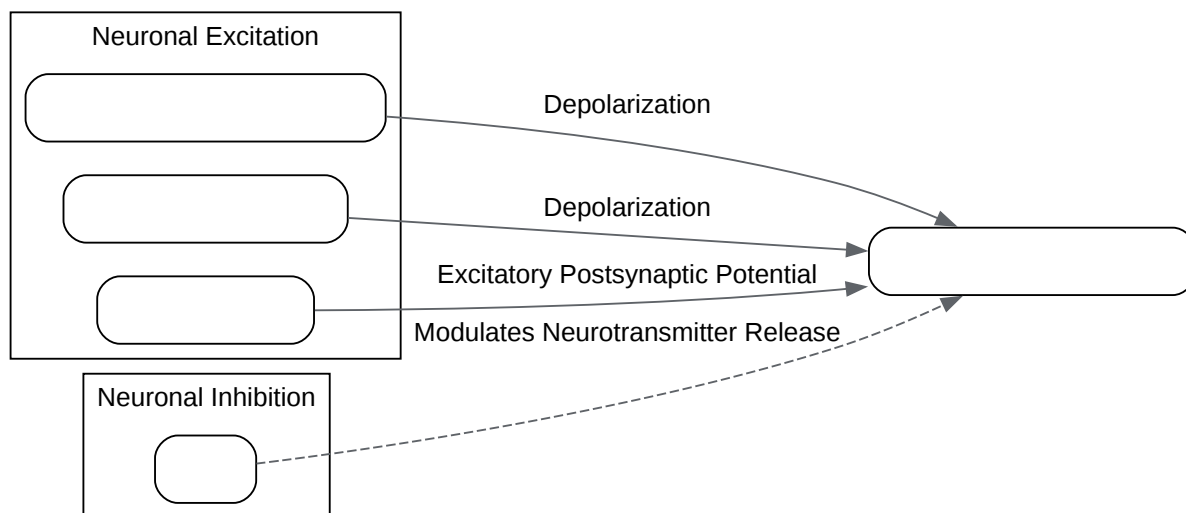 Neuronal Excitation
Depolarization
Depolarization
Excitatory Postsynaptic Potential
Modulates Neurotransmitter Release
Neuronal Inhibition